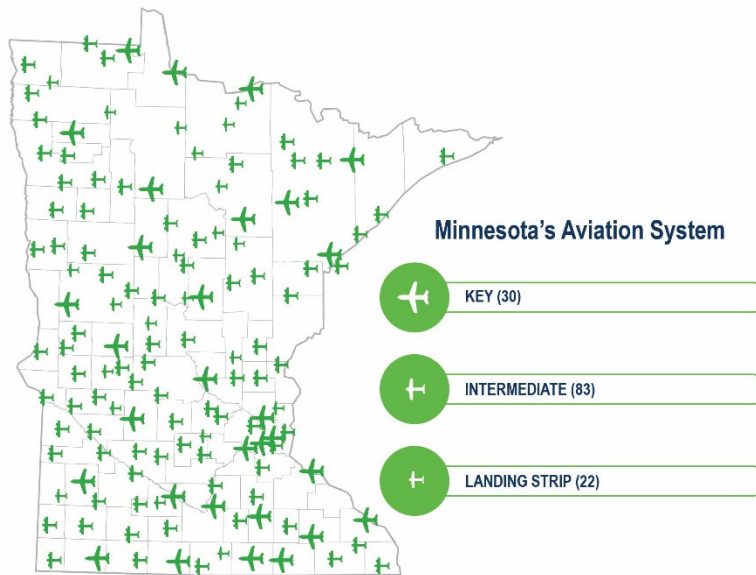 Minnesota's Aviation System
KEY (30)
INTERMEDIATE (83)
LANDING STRIP (22)